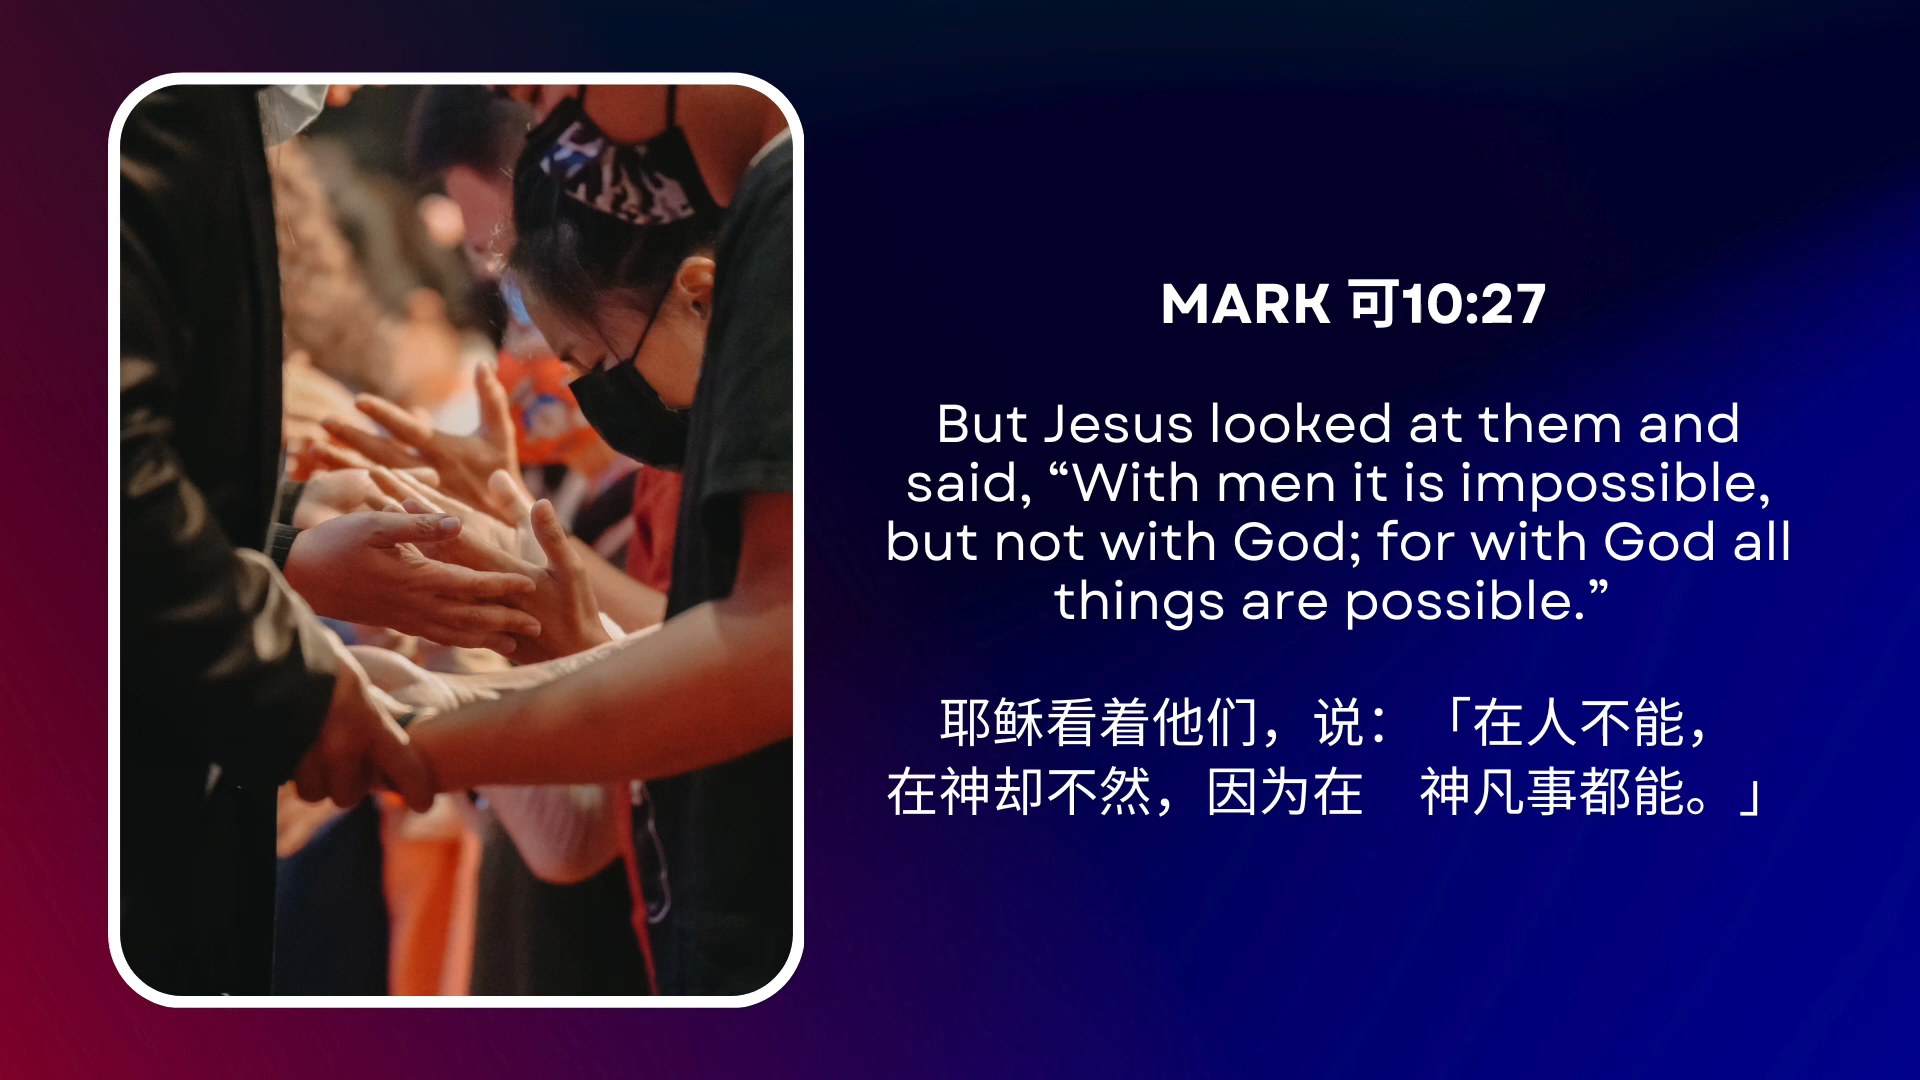 MARK 可10:27
But Jesus looked at them and
said, “With men it is impossible,
but not with God; for with God all
things are possible.”
耶稣看着他们，说：「在人不能，
在神却不然，因为在　神凡事都能。」